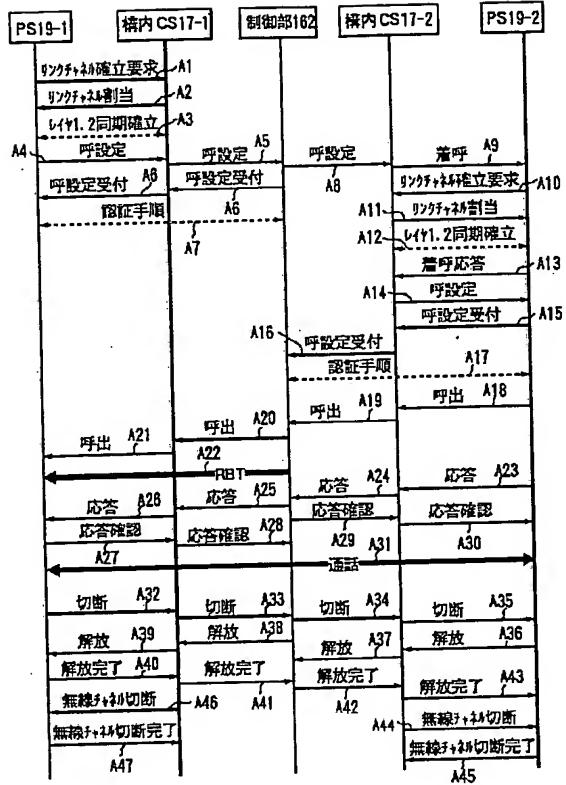 PS19-1 構内CS17-1 制御部162 構内CS17-2 PS19-2
リンクチャネル確立要求 A1
リンクチャネル割当 A2
レイヤ1.2同期確立 A3
A4 呼設定 呼設定 A5 呼設定 A8 着呼 A9
呼設定受付 A6 呼設定受付 A6 リンクチャネル確立要求 A10
認証手順 A7 A11 リンクチャネル割当
A12 レイヤ1.2同期確立
着呼応答 A13
A14 呼設定
呼設定受付 A15
A16 呼設定受付
認証手順 A17
呼出 A21 呼出 A20 呼出 A19 呼出 A18
A22
RBT
応答 A26 応答 A25 応答 A24 応答 A23
応答確認 A27 応答確認 A28 応答確認 A29 応答確認 A30
通話 A31
切断 A32 切断 A33 切断 A34 切断 A35
解放 A39 解放 A38 解放 A37 解放 A36
解放完了 A40 解放完了 A41 解放完了 A42 解放完了 A43
無線チャネル切断 A46 A44 無線チャネル切断
無線チャネル切断完了 A47 無線チャネル切断完了 A45